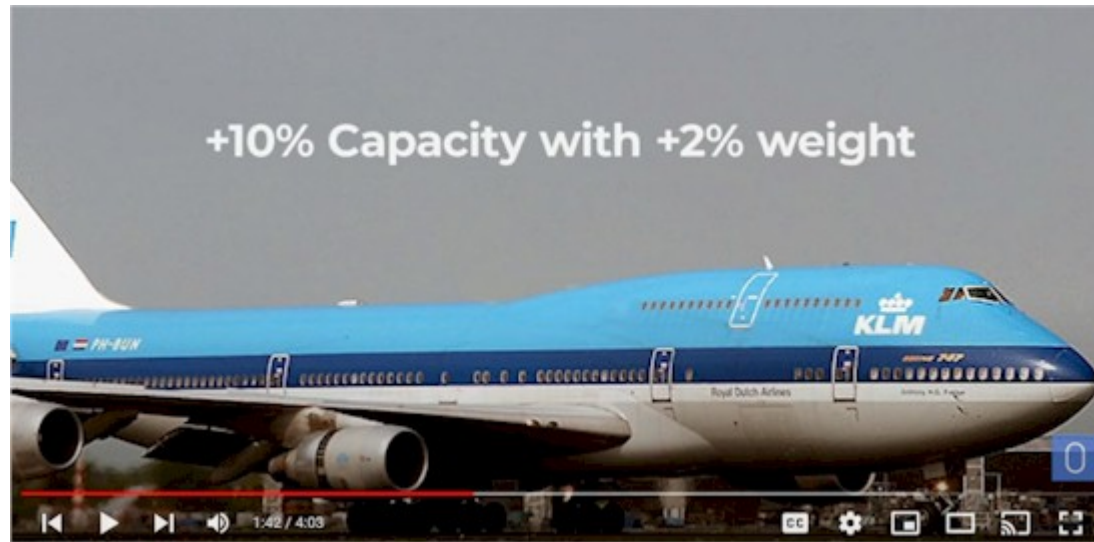 +10% Capacity with +2% weight
KLM
PH-BUN
747
Royal Dutch Airlines
1:42 / 4:03
CC